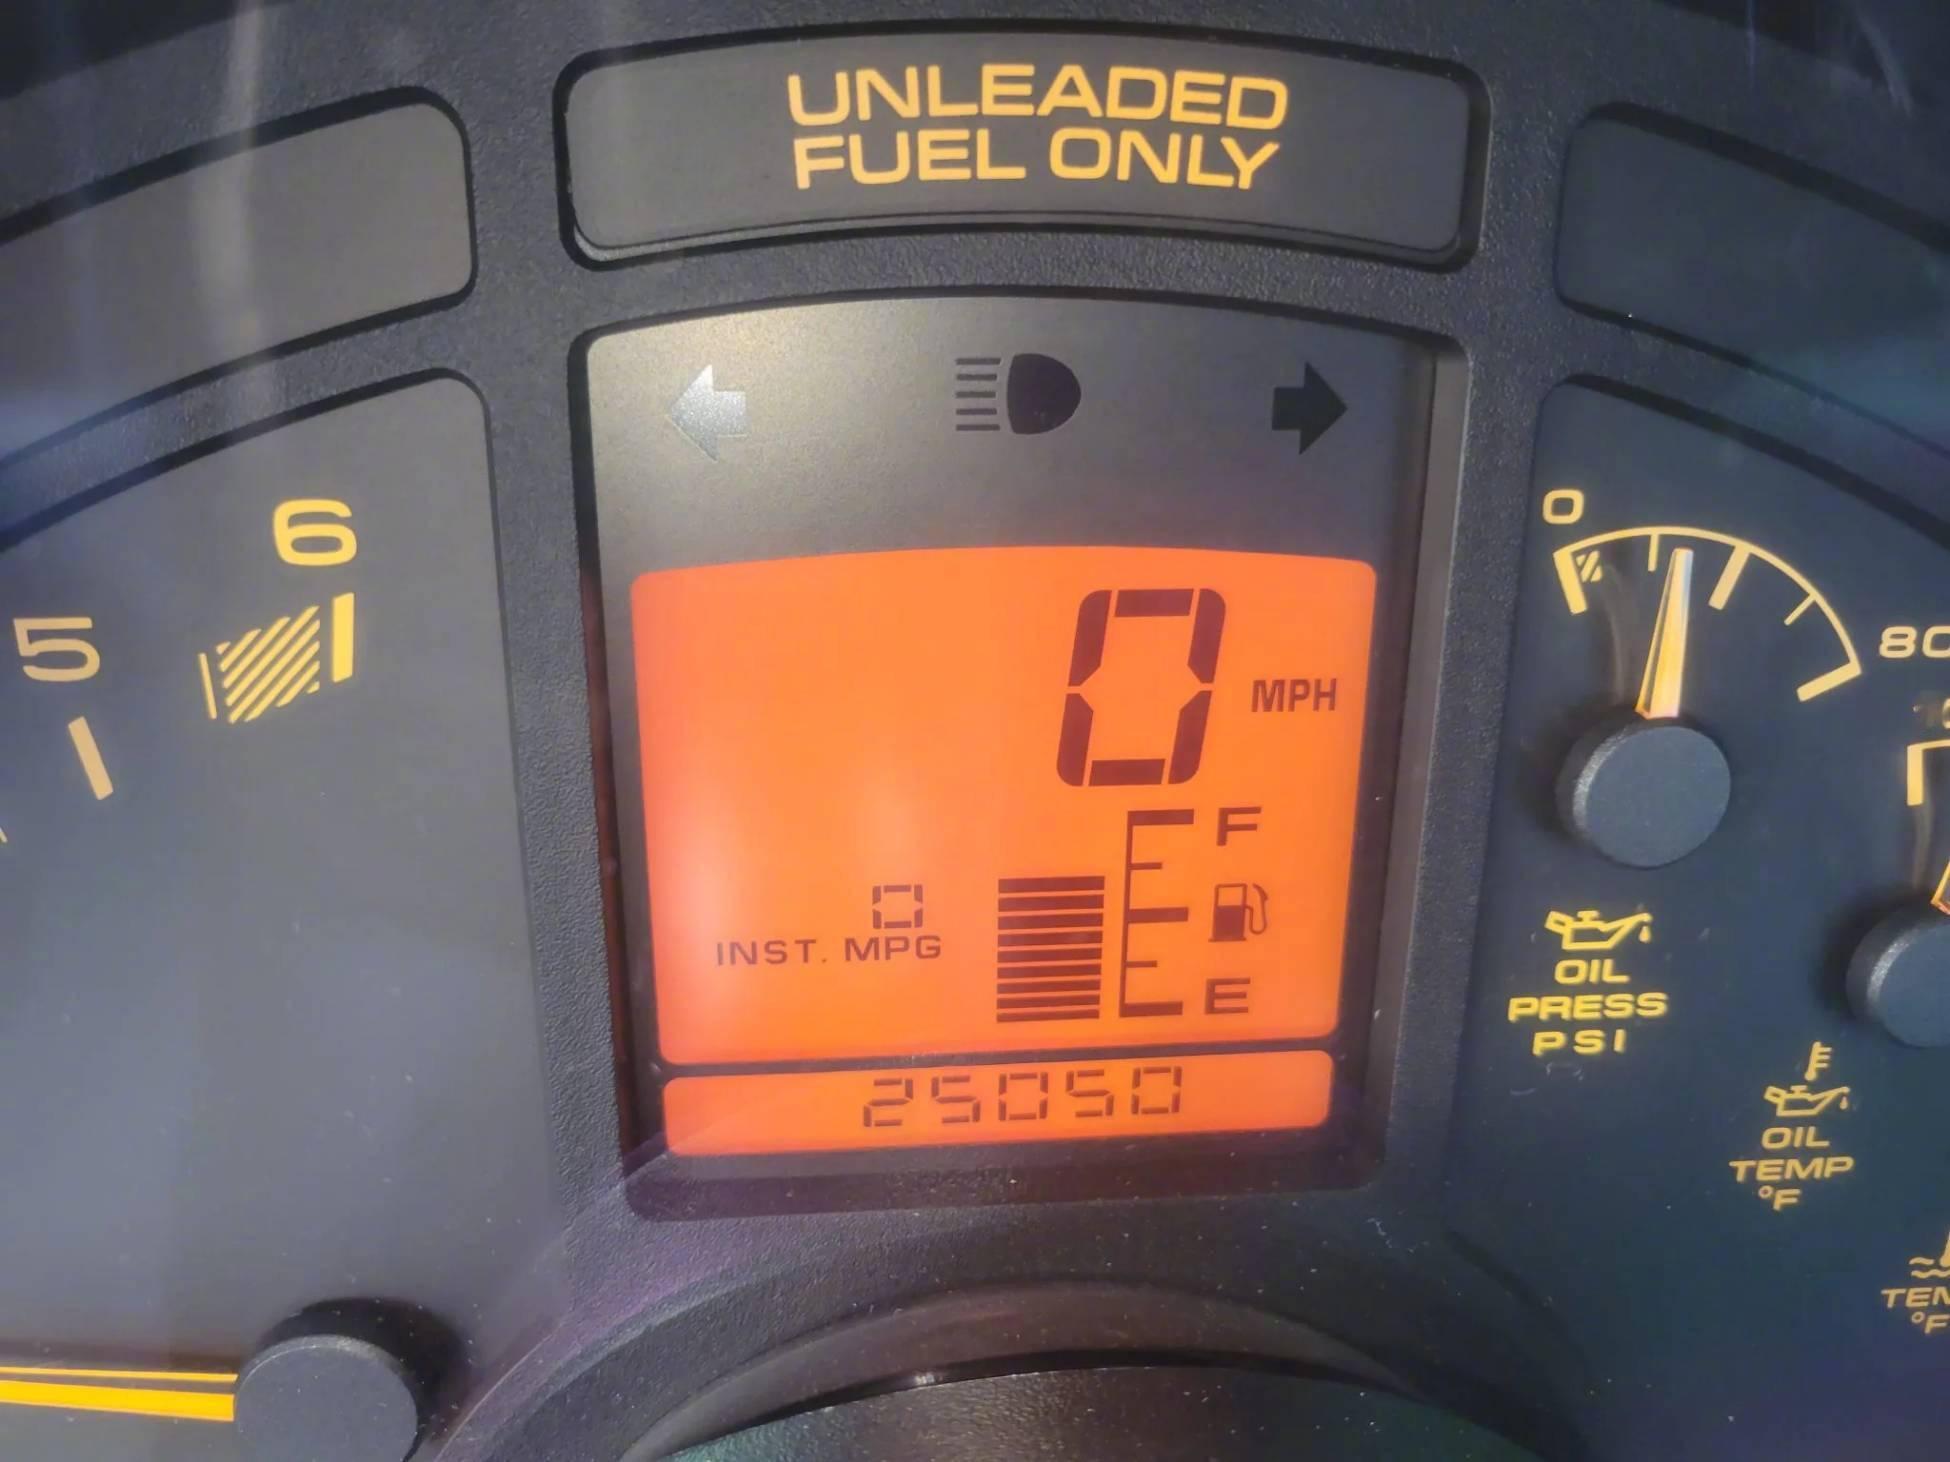 UNLEADED
FUEL ONLY
5
6
0
80
0 MPH
F
0
INST. MPG
E
25050
OIL
PRESS
PSI
OIL
TEMP
°F
°F